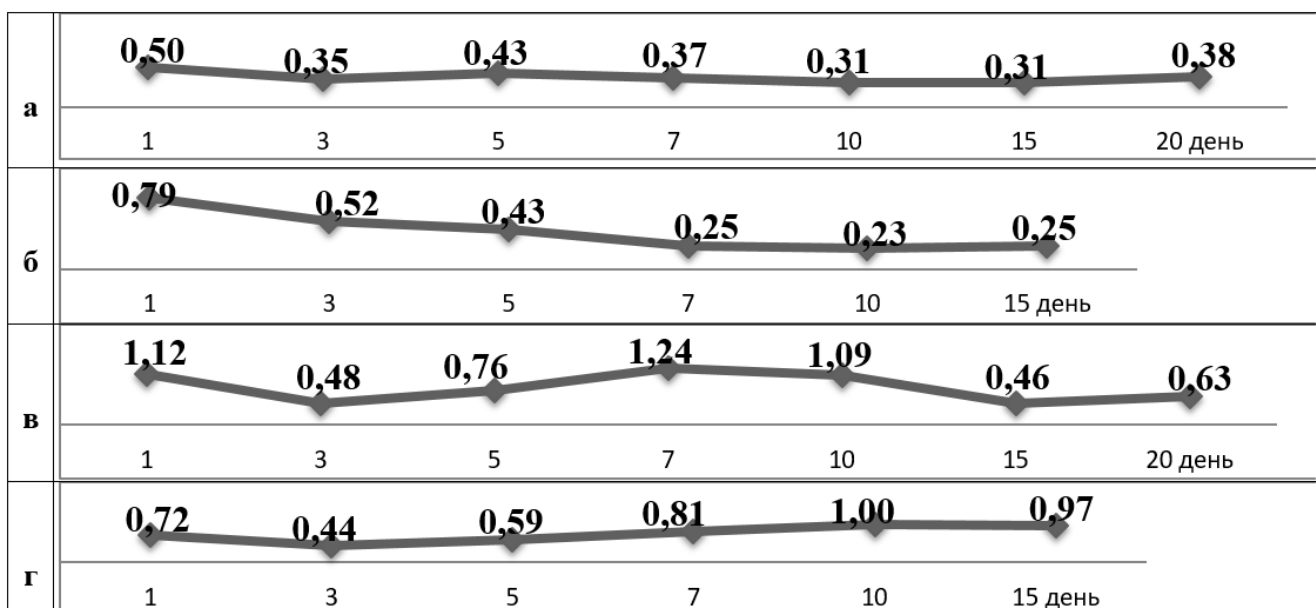 0,50 0,35 0,43 0,37 0,31 0,31 0,38
а
1 3 5 7 10 15 20 день
0,79 0,52 0,43 0,25 0,23 0,25
б
1 3 5 7 10 15 день
1,12 0,48 0,76 1,24 1,09 0,46 0,63
в
1 3 5 7 10 15 20 день
0,72 0,44 0,59 0,81 1,00 0,97
г
1 3 5 7 10 15 день